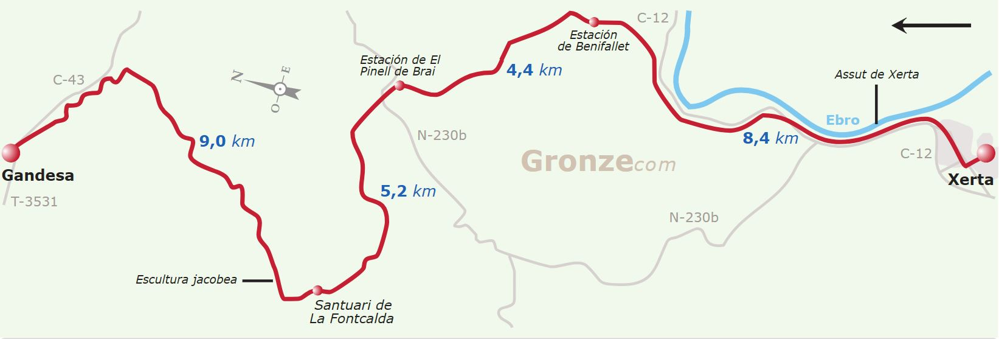 C-12
Estación
de Benifallet
Estación de El
Pinell de Brai
4,4 km
Assut de Xerta
C-43
N
E
O
Ebro
9,0 km
N-230b
8,4 km
Gronze.com
C-12
Gandesa
Xerta
T-3531
5,2 km
N-230b
Escultura jacobea
Santuari de
La Fontcalda